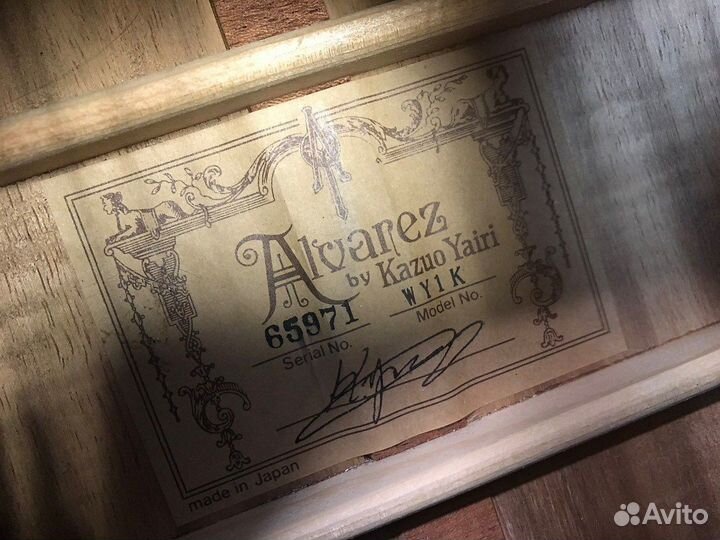 Alvarez
by Kazuo Yairi
65971 WY1K
Serial No. Model No.
made in Japan
Avito